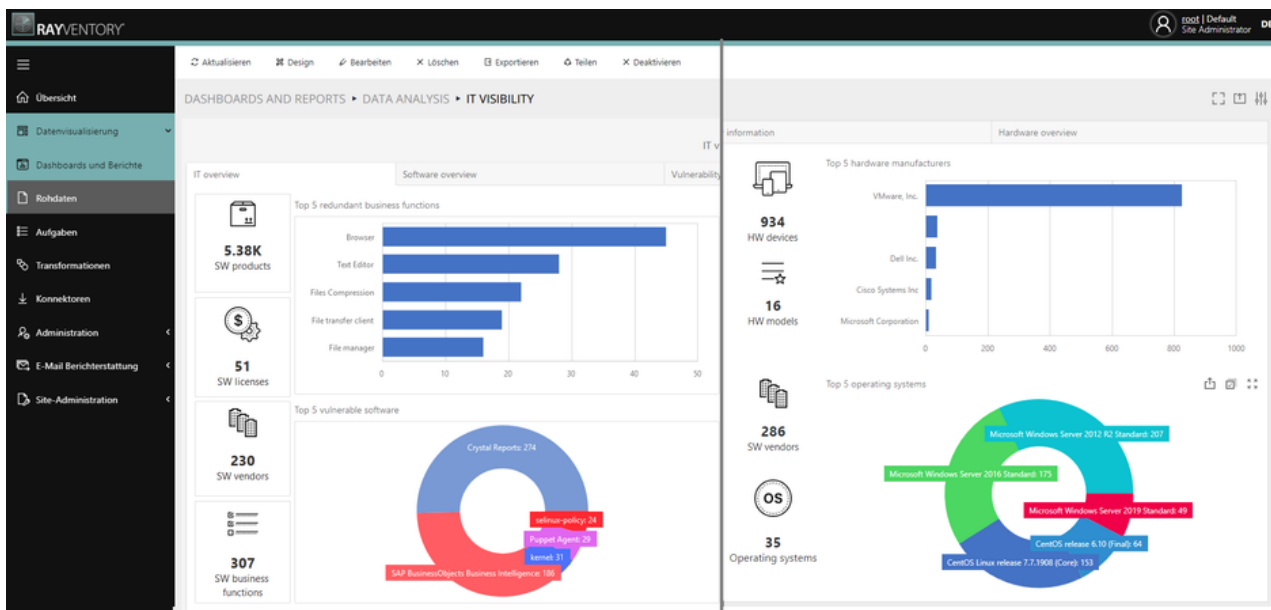 RAYVENTORY
root | Default
Site Administrator
DE
Aktualisieren Design Bearbeiten Löschen Exportieren Teilen Deaktivieren
Übersicht
Datenvisualisierung
Dashboards und Berichte
Rohdaten
Aufgaben
Transformationen
Konnektoren
Administration
E-Mail Berichterstattung
Site-Administration
DASHBOARDS AND REPORTS ▸ DATA ANALYSIS ▸ IT VISIBILITY
IT v
IT overview Software overview Vulnerability
5.38K
SW products
51
SW licenses
230
SW vendors
307
SW business
functions
Top 5 redundant business functions
Browser
Text Editor
Files Compression
File transfer client
File manager
0 10 20 30 40 50
Top 5 vulnerable software
Crystal Reports: 274
selinux-policy: 24
Puppet Agent: 29
kernel: 31
SAP BusinessObjects Business Intelligence: 186
information Hardware overview
934
HW devices
16
HW models
286
SW vendors
OS
35
Operating systems
Top 5 hardware manufacturers
VMware, Inc.
Dell Inc.
Cisco Systems Inc
Microsoft Corporation
0 200 400 600 800 1000
Top 5 operating systems
Microsoft Windows Server 2012 R2 Standard: 207
Microsoft Windows Server 2016 Standard: 175
Microsoft Windows Server 2019 Standard: 49
CentOS release 6.10 (Final): 64
CentOS Linux release 7.7.1908 (Core): 153